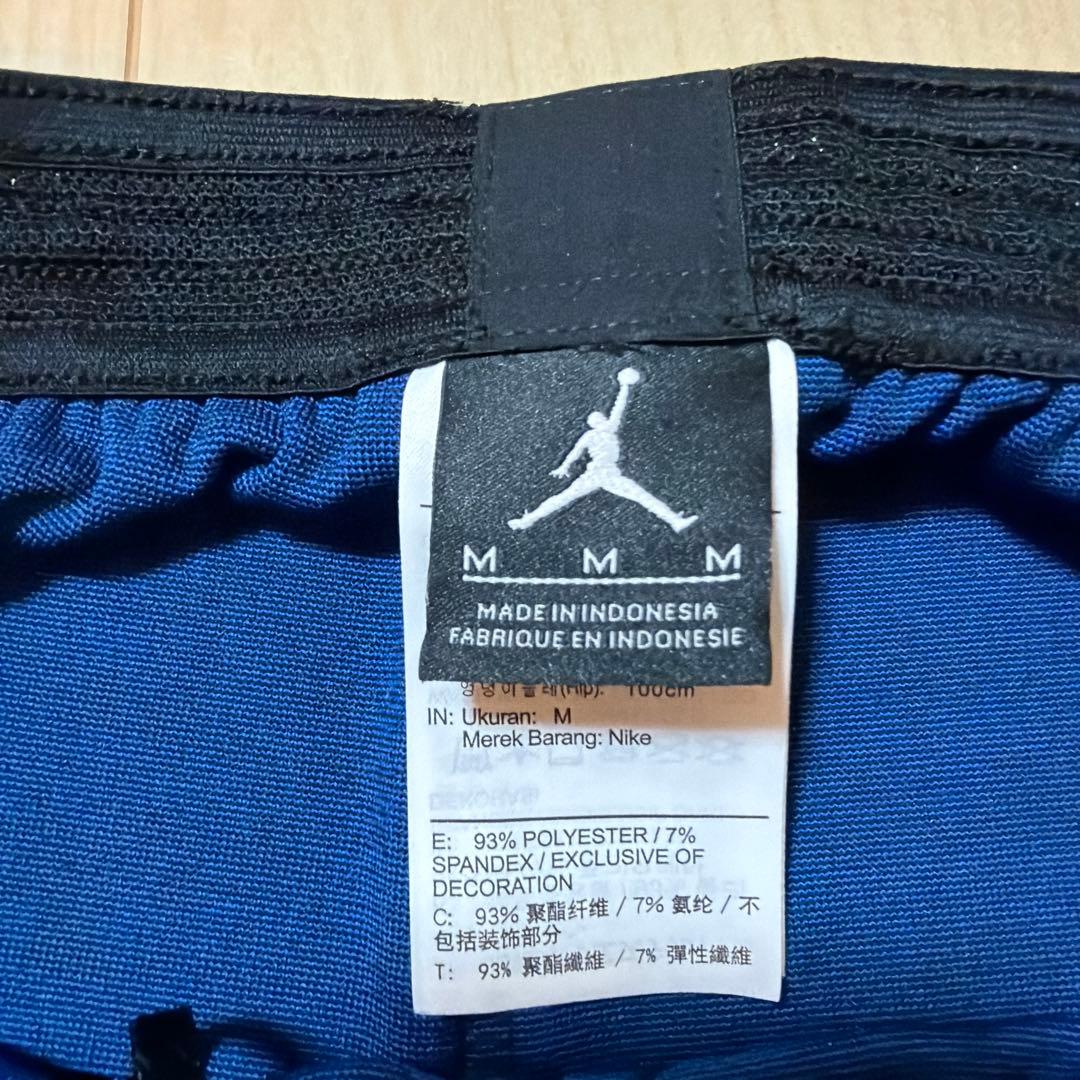 M M M
MADE IN INDONESIA
FABRIQUE EN INDONESIE
(Hip): 100cm
IN: Ukuran: M
Merek Barang: Nike
E: 93% POLYESTER / 7%
SPANDEX / EXCLUSIVE OF
DECORATION
C: 93% 聚酯纤维 / 7% 氨纶 / 不
包括装饰部分
T: 93% 聚酯纖維 / 7% 彈性纖維